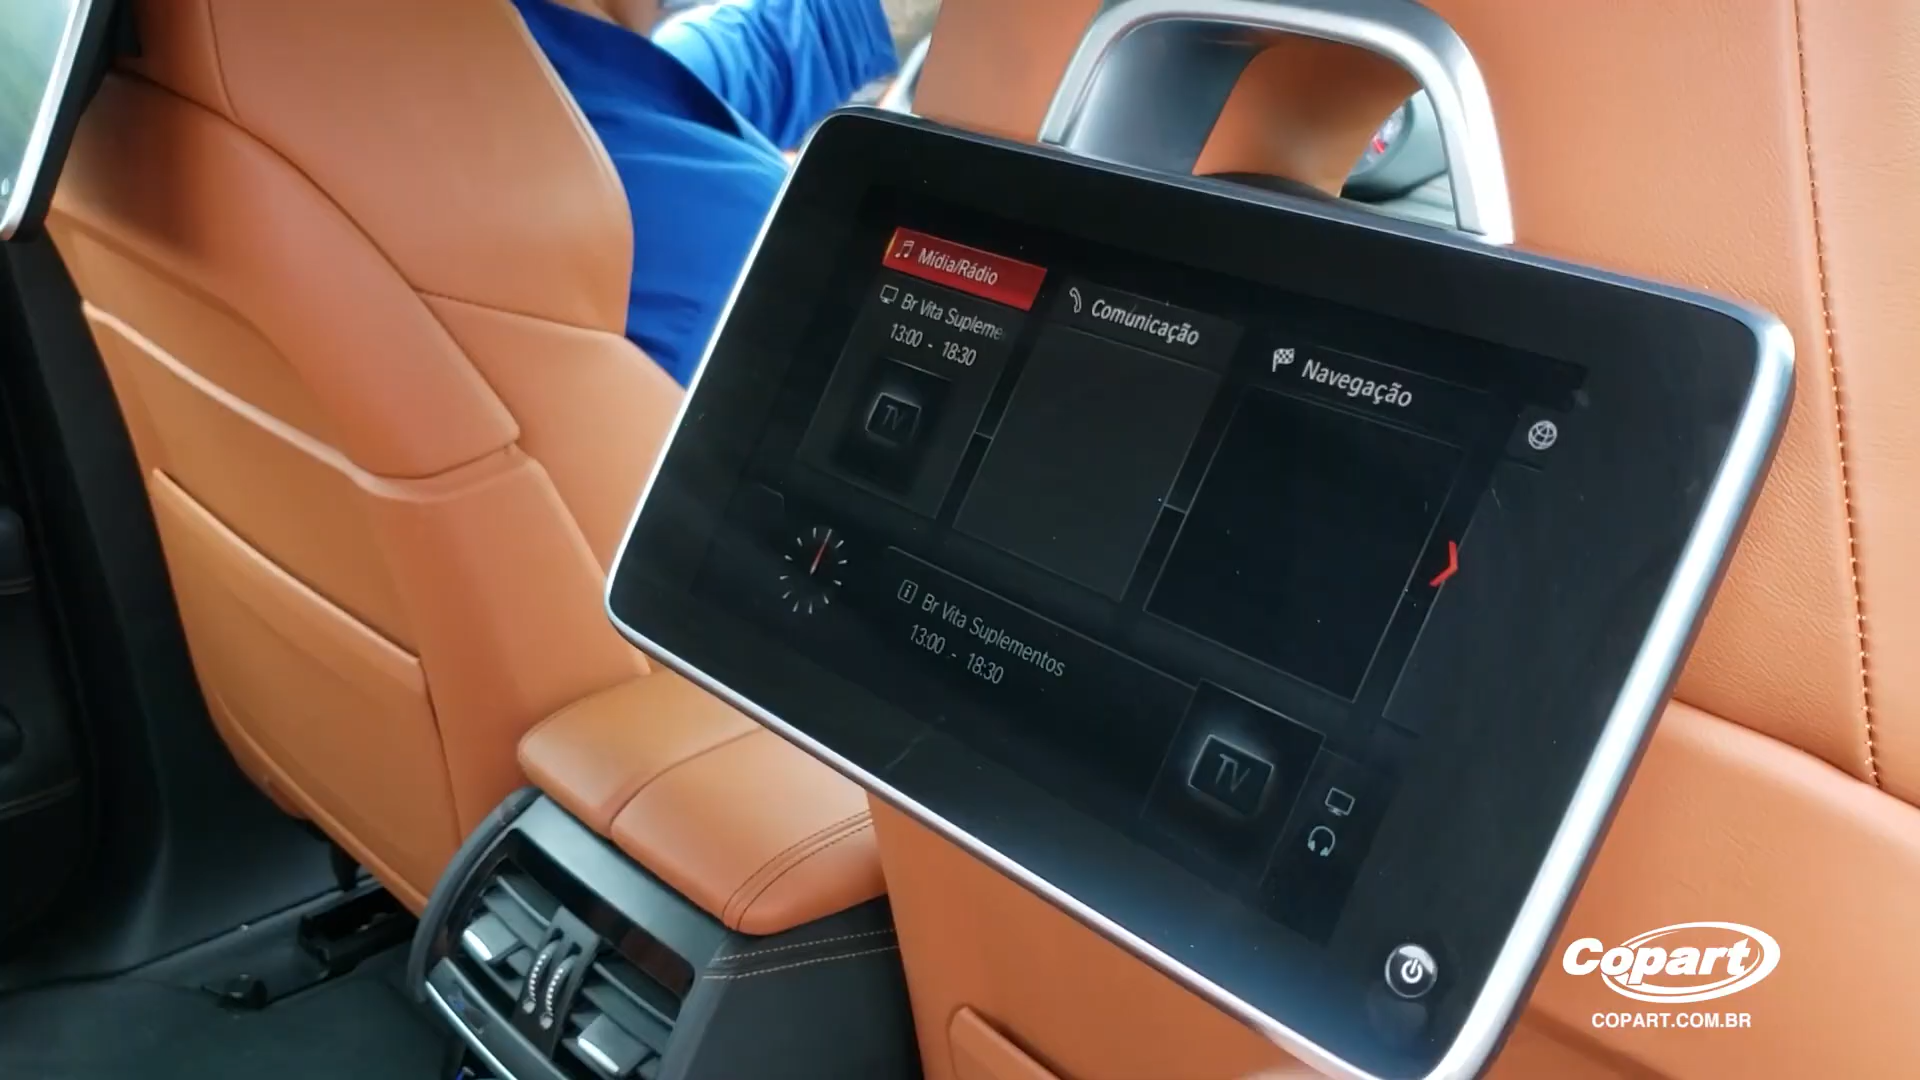 Mídia/Rádio
Br Vita Supleme
13:00 - 18:30
TV
Comunicação
Navegação
Br Vita Suplementos
13:00 - 18:30
TV
Copart
COPART.COM.BR